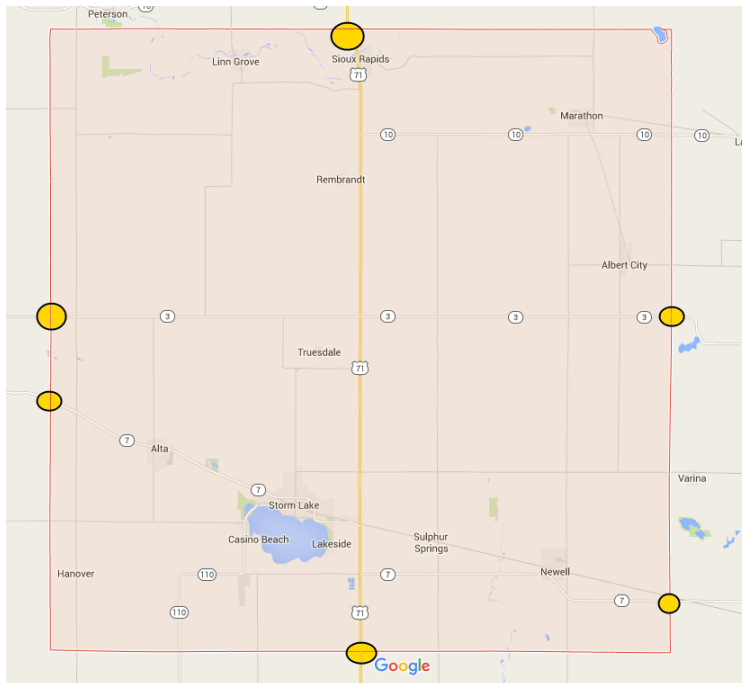 Peterson
10
Linn Grove
Sioux Rapids
71
Marathon
10
10
10
10
La
Rembrandt
Albert City
3
3
3
3
Truesdale
71
7
Alta
Varina
7
Storm Lake
Casino Beach
Lakeside
Sulphur
Springs
Hanover
110
7
Newell
7
110
71
Google